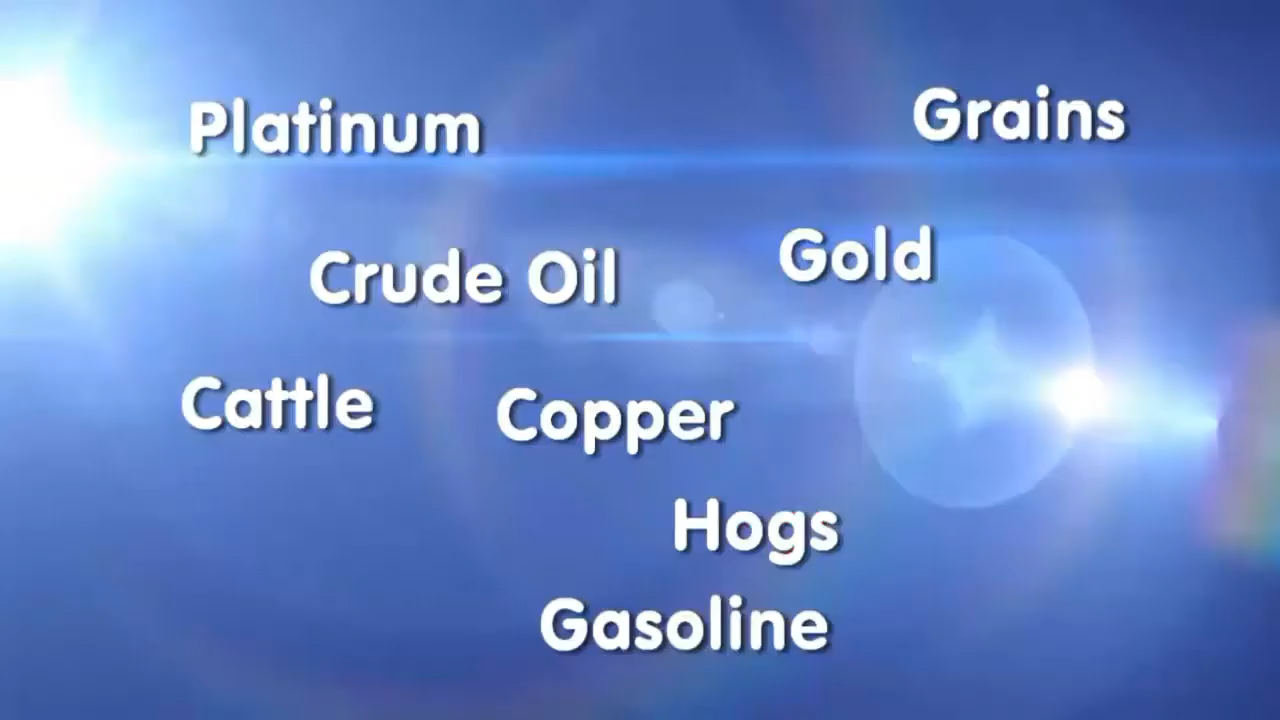 Platinum
Grains
Crude Oil
Gold
Cattle
Copper
Hogs
Gasoline